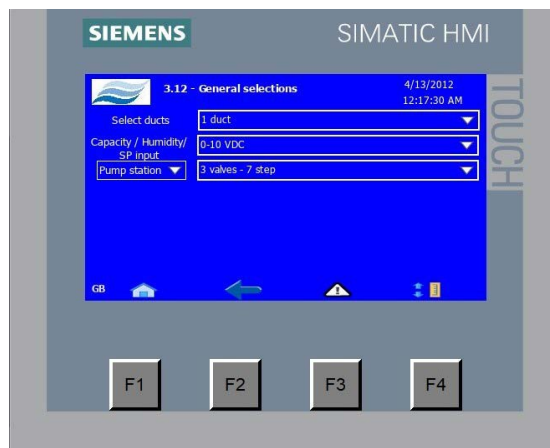 SIEMENS
SIMATIC HMI
TOUCH
3.12 - General selections
4/13/2012
12:17:30 AM
Select ducts
1 duct
Capacity / Humidity/
SP input
0-10 VDC
Pump station
3 valves - 7 step
GB
F1 F2 F3 F4